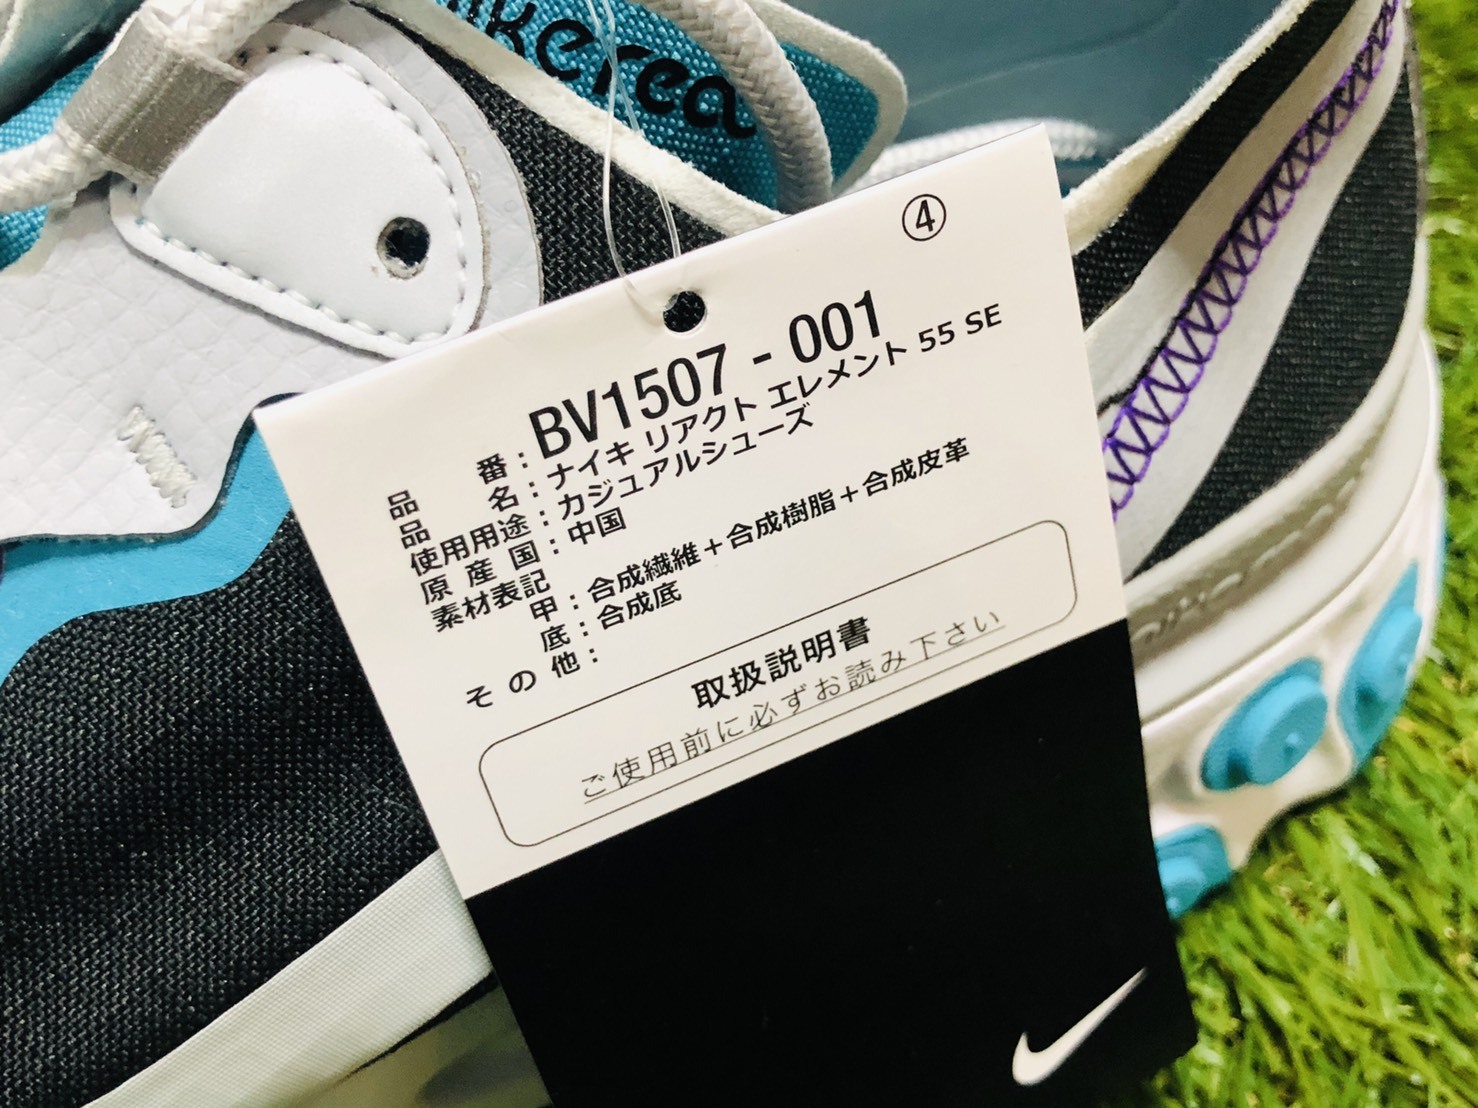 nike rea
④
品番：BV1507 - 001
品名：ナイキ リアクト エレメント 55 SE
使用用途：カジュアルシューズ
原産国：中国
素材表記
甲：合成繊維＋合成樹脂＋合成皮革
底：合成底
その他：
取扱説明書
ご使用前に必ずお読み下さい